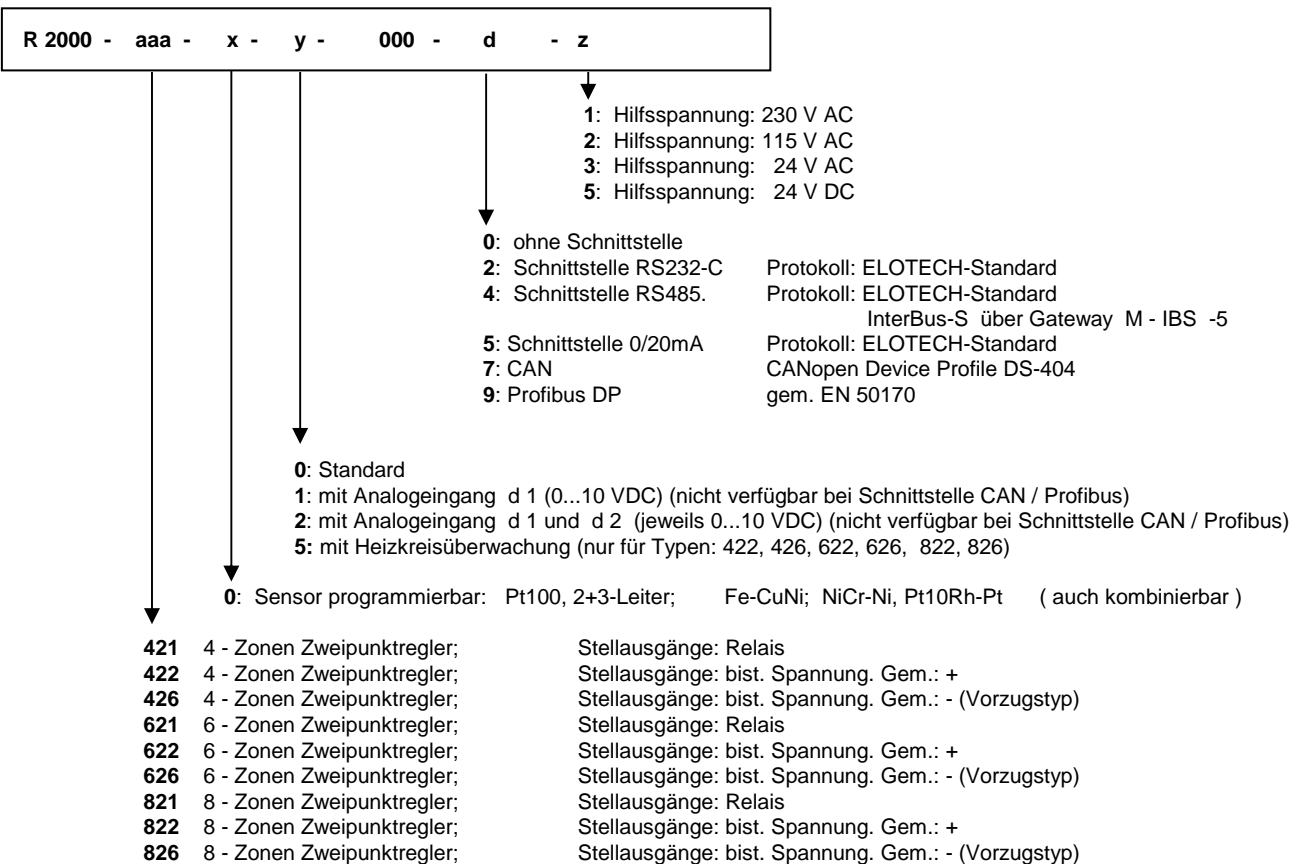 R 2000 - aaa - x - y - 000 - d - z
1: Hilfsspannung: 230 V AC
2: Hilfsspannung: 115 V AC
3: Hilfsspannung: 24 V AC
5: Hilfsspannung: 24 V DC
0: ohne Schnittstelle
2: Schnittstelle RS232-C Protokoll: ELOTECH-Standard
4: Schnittstelle RS485. Protokoll: ELOTECH-Standard
InterBus-S über Gateway M - IBS -5
5: Schnittstelle 0/20mA Protokoll: ELOTECH-Standard
7: CAN CANopen Device Profile DS-404
9: Profibus DP gem. EN 50170
0: Standard
1: mit Analogeingang d 1 (0...10 VDC) (nicht verfügbar bei Schnittstelle CAN / Profibus)
2: mit Analogeingang d 1 und d 2 (jeweils 0...10 VDC) (nicht verfügbar bei Schnittstelle CAN / Profibus)
5: mit Heizkreisüberwachung (nur für Typen: 422, 426, 622, 626, 822, 826)
0: Sensor programmierbar: Pt100, 2+3-Leiter; Fe-CuNi; NiCr-Ni, Pt10Rh-Pt ( auch kombinierbar )
421 4 - Zonen Zweipunktregler; Stellausgänge: Relais
422 4 - Zonen Zweipunktregler; Stellausgänge: bist. Spannung. Gem.: +
426 4 - Zonen Zweipunktregler; Stellausgänge: bist. Spannung. Gem.: - (Vorzugstyp)
621 6 - Zonen Zweipunktregler; Stellausgänge: Relais
622 6 - Zonen Zweipunktregler; Stellausgänge: bist. Spannung. Gem.: +
626 6 - Zonen Zweipunktregler; Stellausgänge: bist. Spannung. Gem.: - (Vorzugstyp)
821 8 - Zonen Zweipunktregler; Stellausgänge: Relais
822 8 - Zonen Zweipunktregler; Stellausgänge: bist. Spannung. Gem.: +
826 8 - Zonen Zweipunktregler; Stellausgänge: bist. Spannung. Gem.: - (Vorzugstyp)